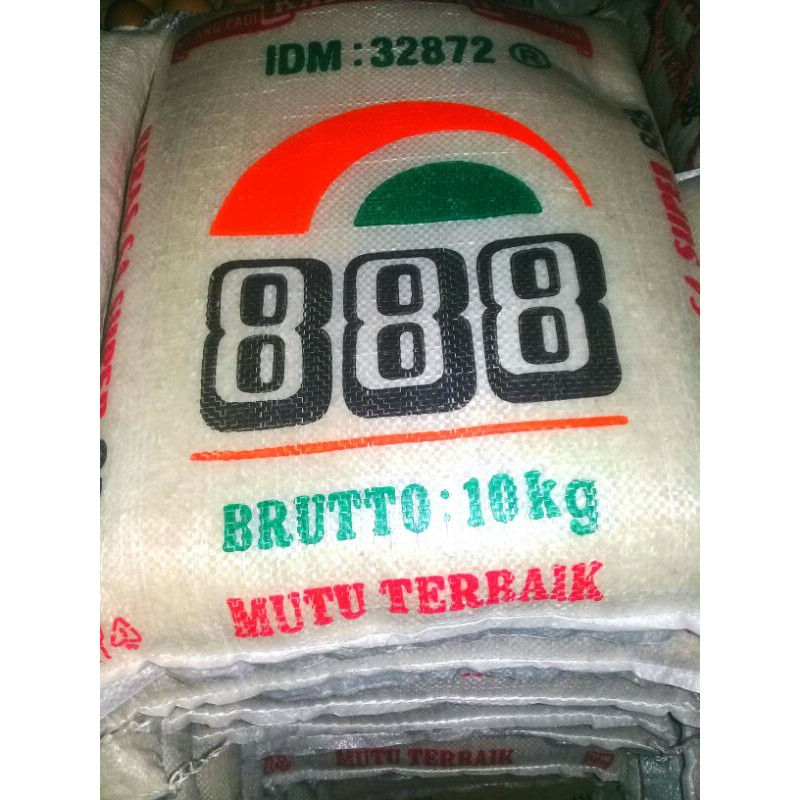 IDM : 32872 ®
888
BRUTTO : 10kg
MUTU TERBAIK
MUTU TERBAIK